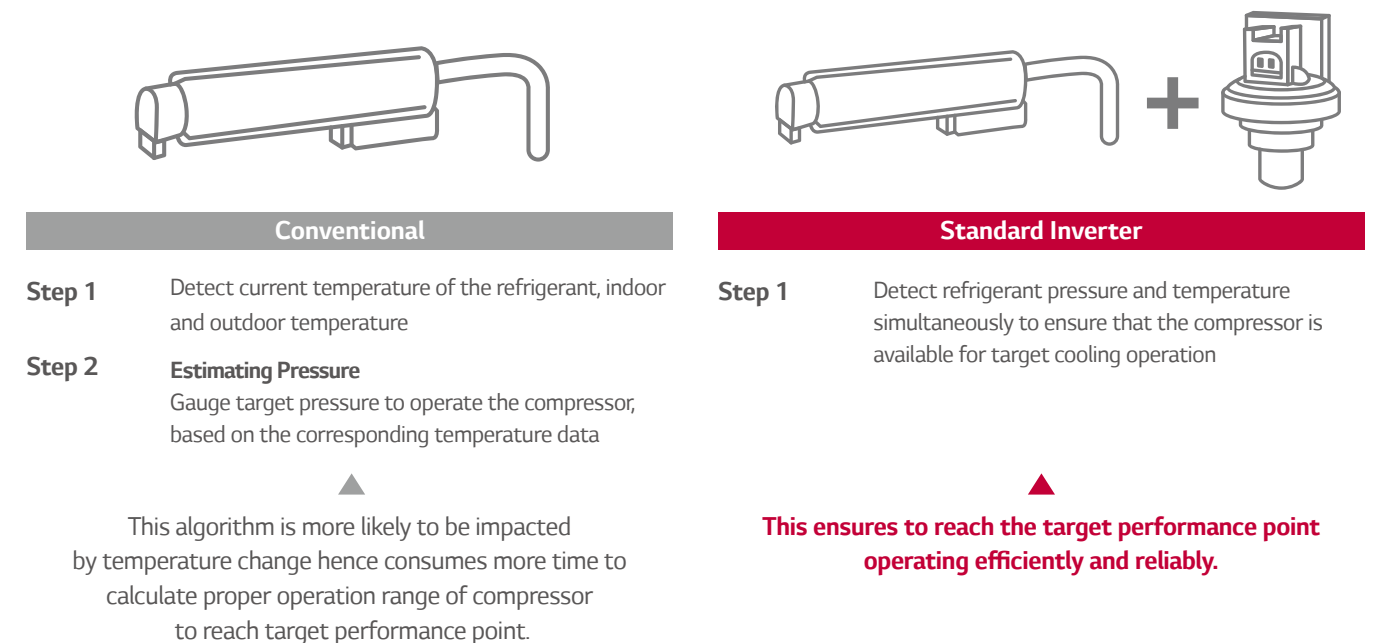 Conventional
Step 1
Detect current temperature of the refrigerant, indoor
and outdoor temperature
Step 2
Estimating Pressure
Gauge target pressure to operate the compressor,
based on the corresponding temperature data
This algorithm is more likely to be impacted
by temperature change hence consumes more time to
calculate proper operation range of compressor
to reach target performance point.
Standard Inverter
Step 1
Detect refrigerant pressure and temperature
simultaneously to ensure that the compressor is
available for target cooling operation
This ensures to reach the target performance point
operating efficiently and reliably.